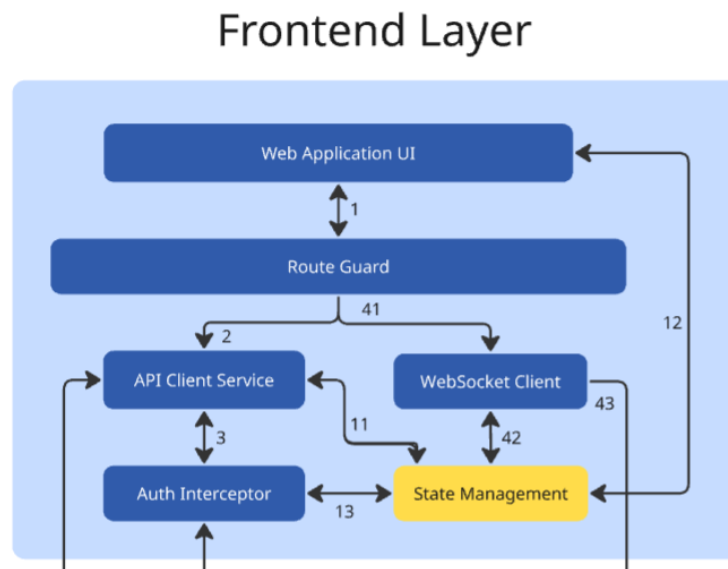 Frontend Layer
Web Application UI
1
Route Guard
41
2
12
API Client Service
WebSocket Client
43
11
3
42
Auth Interceptor
State Management
13